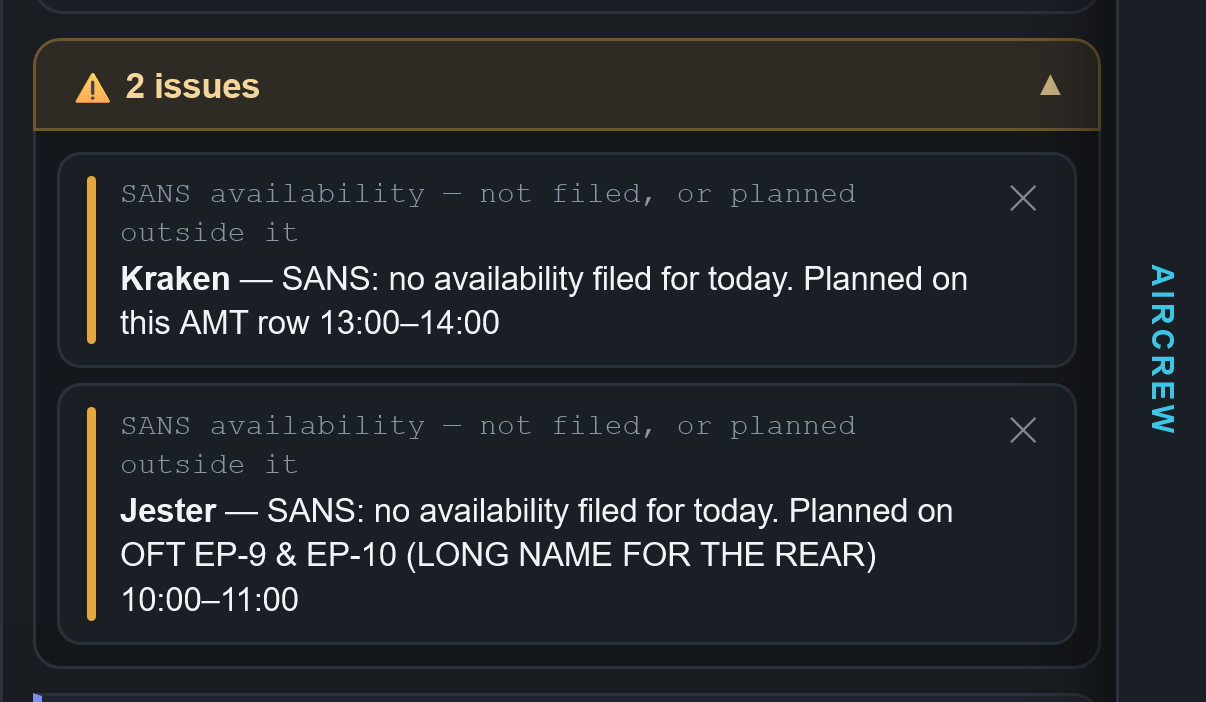 ⚠️ 2 issues ▲
SANS availability — not filed, or planned
outside it
Kraken — SANS: no availability filed for today. Planned on
this AMT row 13:00–14:00
SANS availability — not filed, or planned
outside it
Jester — SANS: no availability filed for today. Planned on
OFT EP-9 & EP-10 (LONG NAME FOR THE REAR)
10:00–11:00
AIRCREW